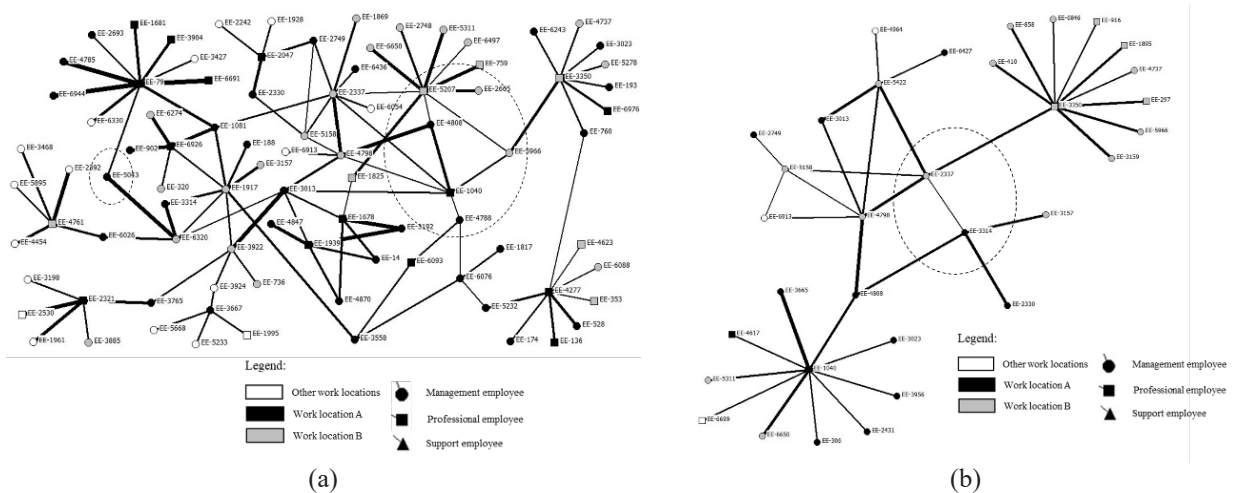 EE-1681
EE-2693
EE-3904
EE-4785
EE-3427
EE-79
EE-6691
EE-6944
EE-6330
EE-2242
EE-1928
EE-2047
EE-2749
EE-2330
EE-1869
EE-2748
EE-5311
EE-6650
EE-6497
EE-6436
EE-759
EE-2337
EE-5207
EE-2665
EE-6054
EE-5158
EE-4808
EE-6913
EE-4798
EE-5966
EE-1825
EE-1040
EE-4737
EE-6243
EE-3023
EE-5278
EE-3350
EE-193
EE-6976
EE-760
EE-6274
EE-1081
EE-902
EE-6926
EE-188
EE-3157
EE-320
EE-1917
EE-3314
EE-3468
EE-2892
EE-5043
EE-5895
EE-4761
EE-4454
EE-6026
EE-6320
EE-3013
EE-4847
EE-1678
EE-3192
EE-1939
EE-14
EE-4788
EE-6093
EE-1817
EE-6076
EE-3922
EE-3924
EE-736
EE-4870
EE-5232
EE-3198
EE-2321
EE-3765
EE-2530
EE-1961
EE-3885
EE-3667
EE-5668
EE-5233
EE-1995
EE-3558
EE-4623
EE-6088
EE-4277
EE-353
EE-528
EE-174
EE-136
Legend:
Other work locations
Work location A
Work location B
Management employee
Professional employee
Support employee
(a)
EE-4064
EE-6427
EE-5422
EE-3013
EE-2749
EE-5158
EE-2337
EE-6913
EE-4798
EE-858
EE-6846
EE-916
EE-1895
EE-410
EE-4737
EE-3350
EE-297
EE-5966
EE-3159
EE-3157
EE-3314
EE-2330
EE-4808
EE-3665
EE-4617
EE-3023
EE-1040
EE-5311
EE-3956
EE-6609
EE-2431
EE-6650
EE-306
Legend:
Other work locations
Work location A
Work location B
Management employee
Professional employee
Support employee
(b)